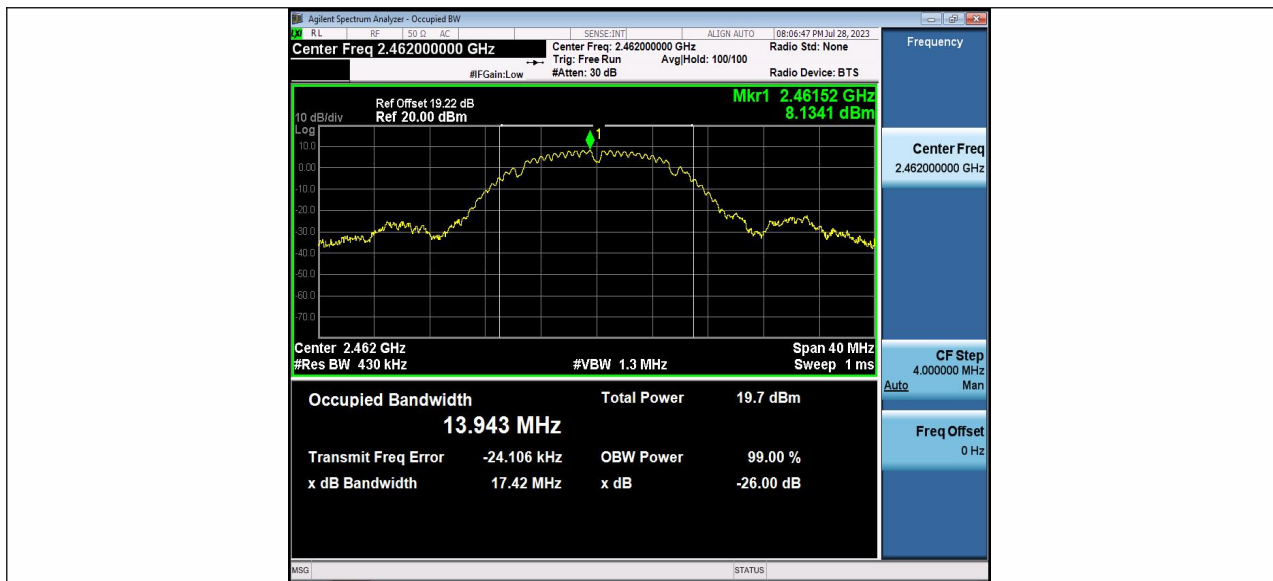 Agilent Spectrum Analyzer - Occupied BW
LXI RL RF 50 Ω AC SENSE:INT ALIGN AUTO 08:06:47 PM Jul 28, 2023
Center Freq 2.462000000 GHz
Center Freq: 2.462000000 GHz
Radio Std: None
Trig: Free Run Avg|Hold: 100/100
#IFGain:Low
#Atten: 30 dB
Radio Device: BTS
Mkr1 2.46152 GHz
8.1341 dBm
Ref Offset 19.22 dB
10 dB/div Ref 20.00 dBm
Log
1
10.0
0.00
-10.0
-20.0
-30.0
-40.0
-50.0
-60.0
-70.0
Center 2.462 GHz Span 40 MHz
#Res BW 430 kHz #VBW 1.3 MHz Sweep 1 ms
Occupied Bandwidth Total Power 19.7 dBm
13.943 MHz
Transmit Freq Error -24.106 kHz OBW Power 99.00 %
x dB Bandwidth 17.42 MHz x dB -26.00 dB
MSG STATUS
Frequency
Center Freq
2.462000000 GHz
CF Step
4.000000 MHz
Auto Man
Freq Offset
0 Hz